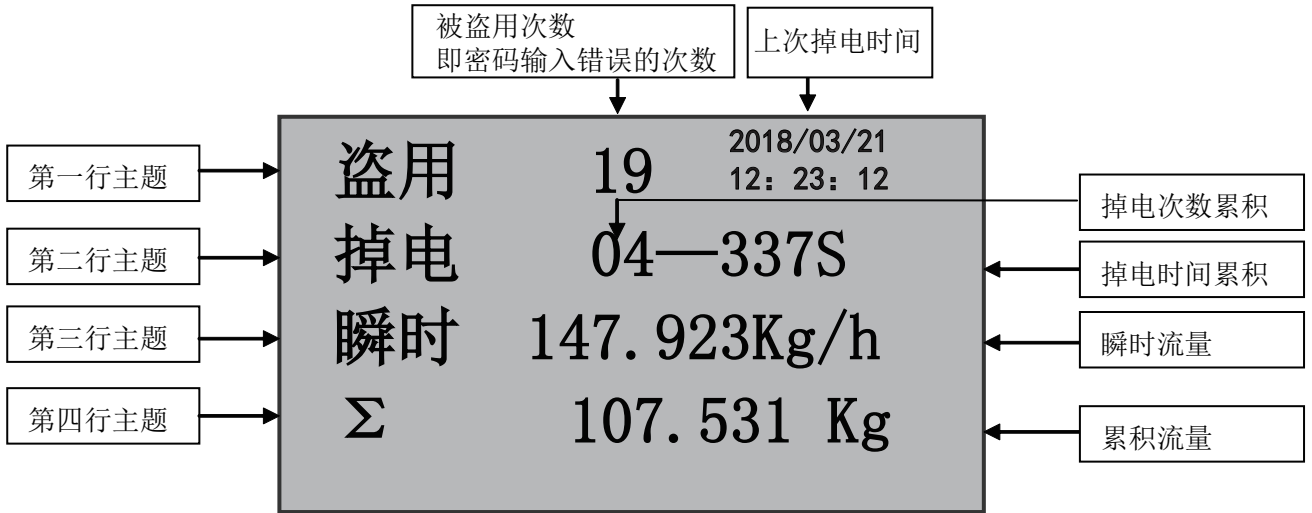 被盗用次数
即密码输入错误的次数
上次掉电时间
第一行主题
盗用 19
2018/03/21
12：23：12
掉电次数累积
第二行主题
掉电 04—337S
掉电时间累积
第三行主题
瞬时 147.923Kg/h
瞬时流量
第四行主题
Σ 107.531 Kg
累积流量